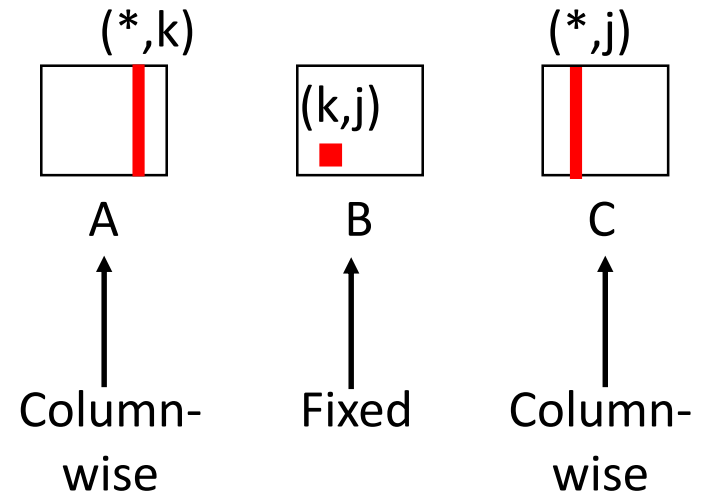 (*,k)
(*,j)
(k,j)
A
B
C
Column-
wise
Fixed
Column-
wise